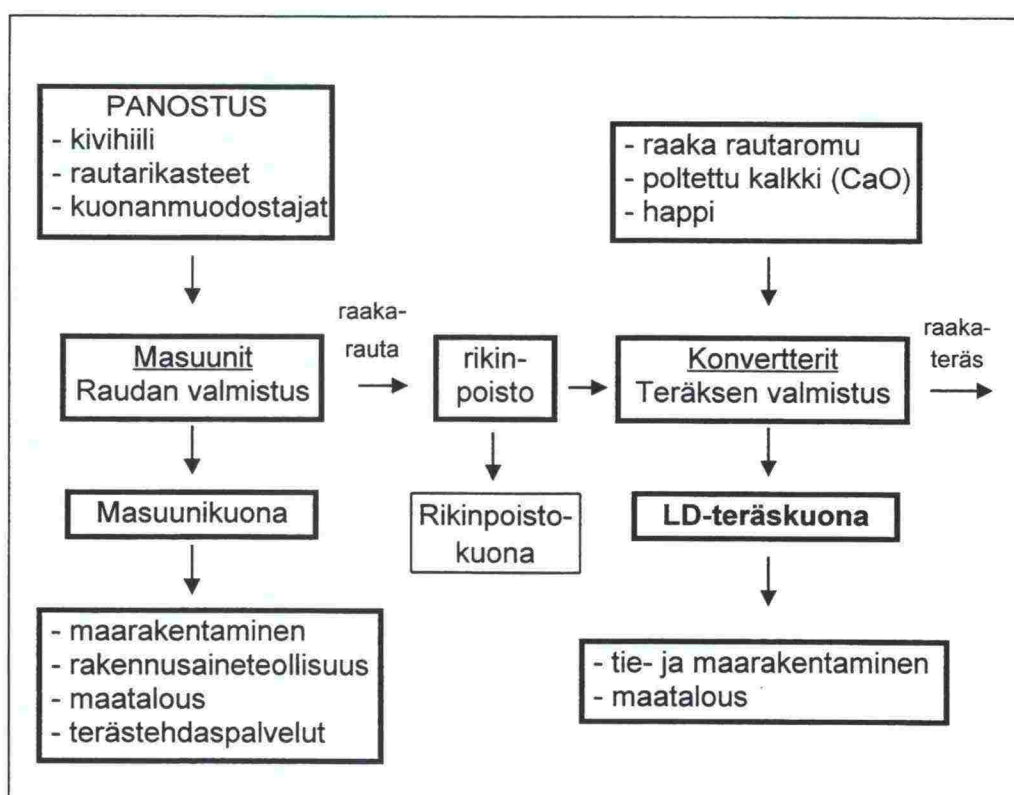 PANOSTUS
- kivihiili
- rautarikasteet
- kuonanmuodostajat
- raaka rautaromu
- poltettu kalkki (CaO)
- happi
Masuunit
Raudan valmistus
raaka-
rauta
rikin-
poisto
Konvertterit
Teräksen valmistus
raaka-
teräs
Masuunikuona
Rikinpoisto-
kuona
LD-teräskuona
- maarakentaminen
- rakennusaineteollisuus
- maatalous
- terästehdaspalvelut
- tie- ja maarakentaminen
- maatalous